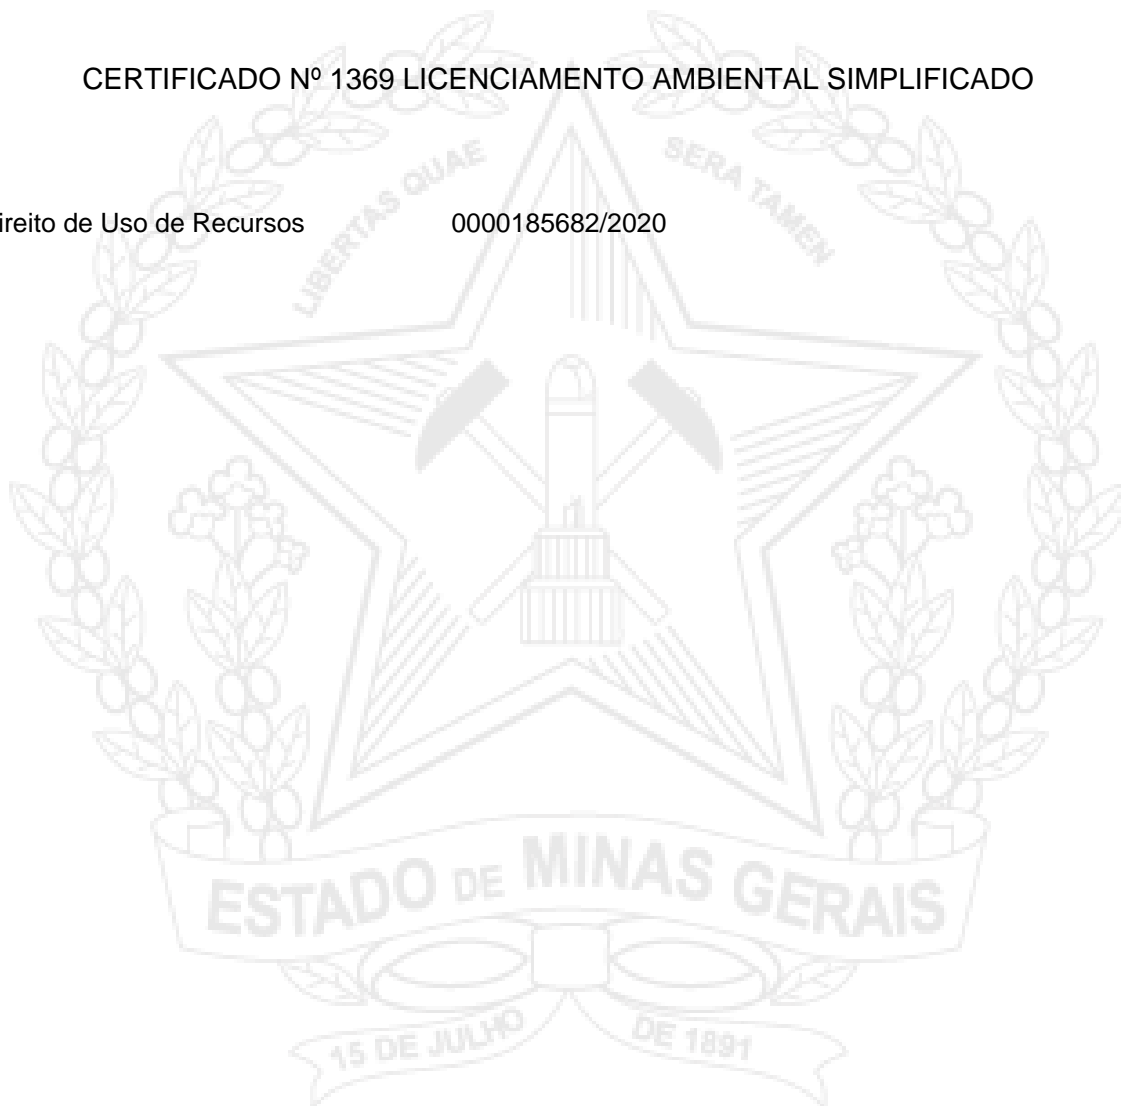 CERTIFICADO Nº 1369 LICENCIAMENTO AMBIENTAL SIMPLIFICADO
LIBERTAS QUAE SERA TAMEN
ireito de Uso de Recursos 0000185682/2020
ESTADO DE MINAS GERAIS
15 DE JULHO DE 1891